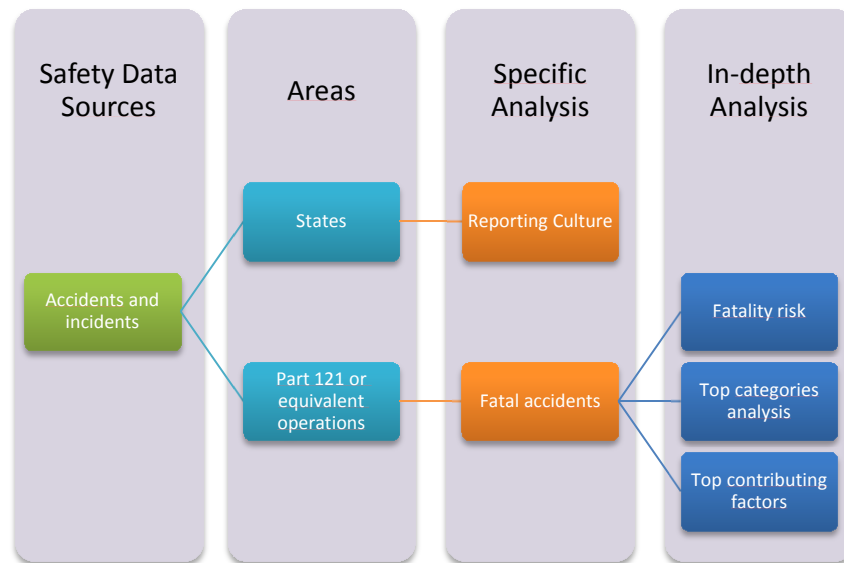 Safety Data
Sources
Areas
Specific
Analysis
In-depth
Analysis
States
Reporting Culture
Accidents and
incidents
Fatality risk
Part 121 or
equivalent
operations
Fatal accidents
Top categories
analysis
Top contributing
factors